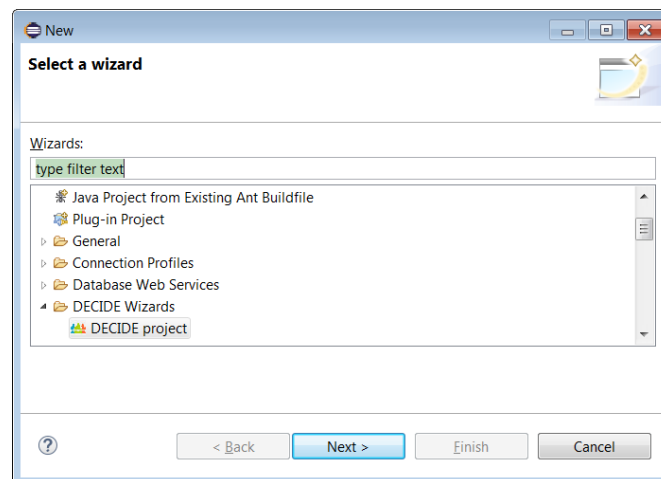 New
Select a wizard
Wizards:
type filter text
Java Project from Existing Ant Buildfile
Plug-in Project
General
Connection Profiles
Database Web Services
DECIDE Wizards
DECIDE project
< Back Next > Finish Cancel